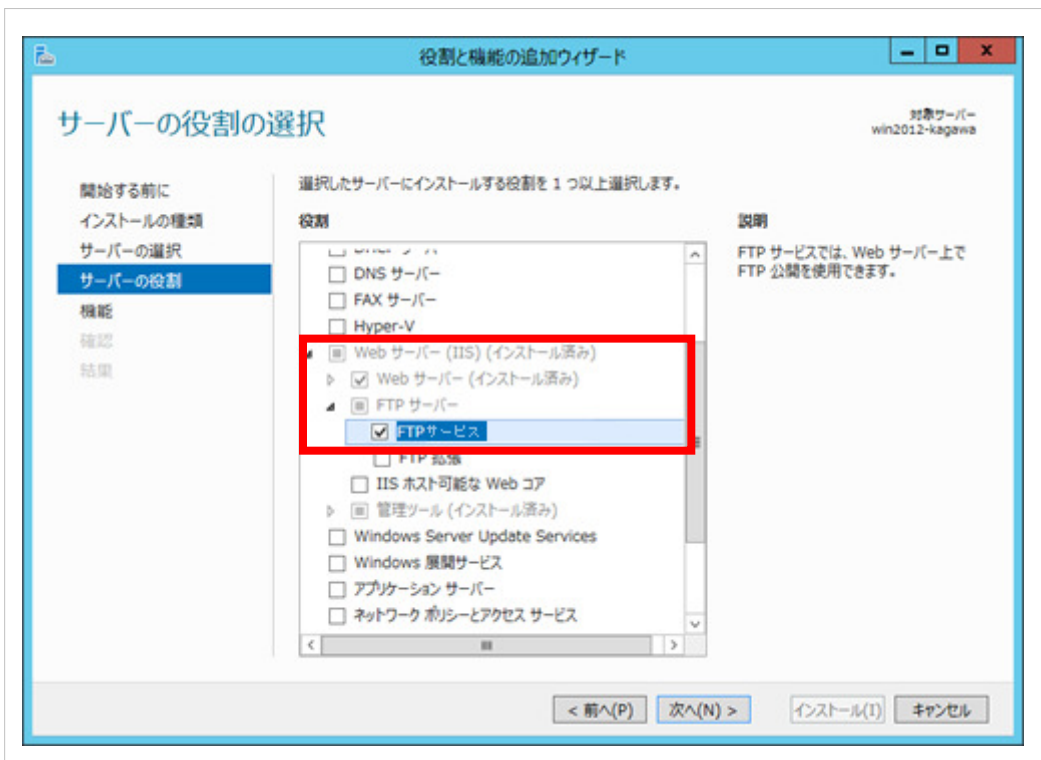 役割と機能の追加ウィザード
サーバーの役割の選択
対象サーバー
win2012-kagawa
開始する前に
インストールの種類
サーバーの選択
サーバーの役割
機能
確認
結果
選択したサーバーにインストールする役割を 1 つ以上選択します。
役割
DNS サーバー
FAX サーバー
Hyper-V
Web サーバー (IIS) (インストール済み)
Web サーバー (インストール済み)
FTP サーバー
FTPサービス
FTP 拡張
IIS ホスト可能な Web コア
管理ツール (インストール済み)
Windows Server Update Services
Windows 展開サービス
アプリケーション サーバー
ネットワーク ポリシーとアクセス サービス
説明
FTP サービスでは、Web サーバー上で
FTP 公開を使用できます。
< 前へ(P)
次へ(N) >
インストール(I)
キャンセル